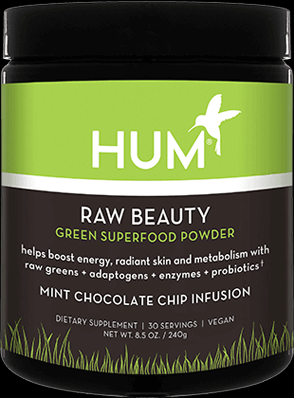 HUM®
RAW BEAUTY
GREEN SUPERFOOD POWDER
helps boost energy, radiant skin and metabolism with
raw greens + adaptogens + enzymes + probiotics†
MINT CHOCOLATE CHIP INFUSION
DIETARY SUPPLEMENT | 30 SERVINGS | VEGAN
NET WT. 8.5 OZ. / 240g